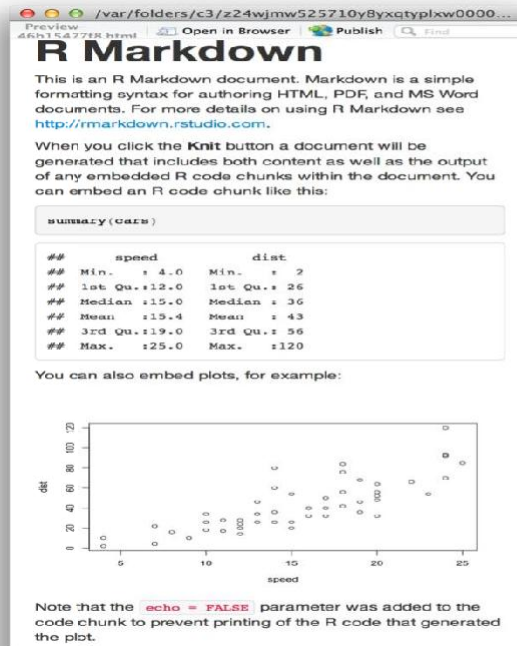 /var/folders/c3/z24wjmw525710y8yxqtyplxw0000...
Preview
46h15477f8 html
Open in Browser
Publish
Find
R Markdown
This is an R Markdown document. Markdown is a simple
formatting syntax for authoring HTML, PDF, and MS Word
documents. For more details on using R Markdown see
http://rmarkdown.rstudio.com.
When you click the Knit button a document will be
generated that includes both content as well as the output
of any embedded R code chunks within the document. You
can embed an R code chunk like this:
summary(cars)
## speed dist
## Min. : 4.0 Min. : 2
## 1st Qu.:12.0 1st Qu.: 26
## Median :15.0 Median : 36
## Mean :15.4 Mean : 43
## 3rd Qu.:19.0 3rd Qu.: 56
## Max. :25.0 Max. :120
You can also embed plots, for example:
dist
120
100
80
60
40
20
0
5 10 15 20 25
speed
Note that the echo = FALSE parameter was added to the
code chunk to prevent printing of the R code that generated
the plot.